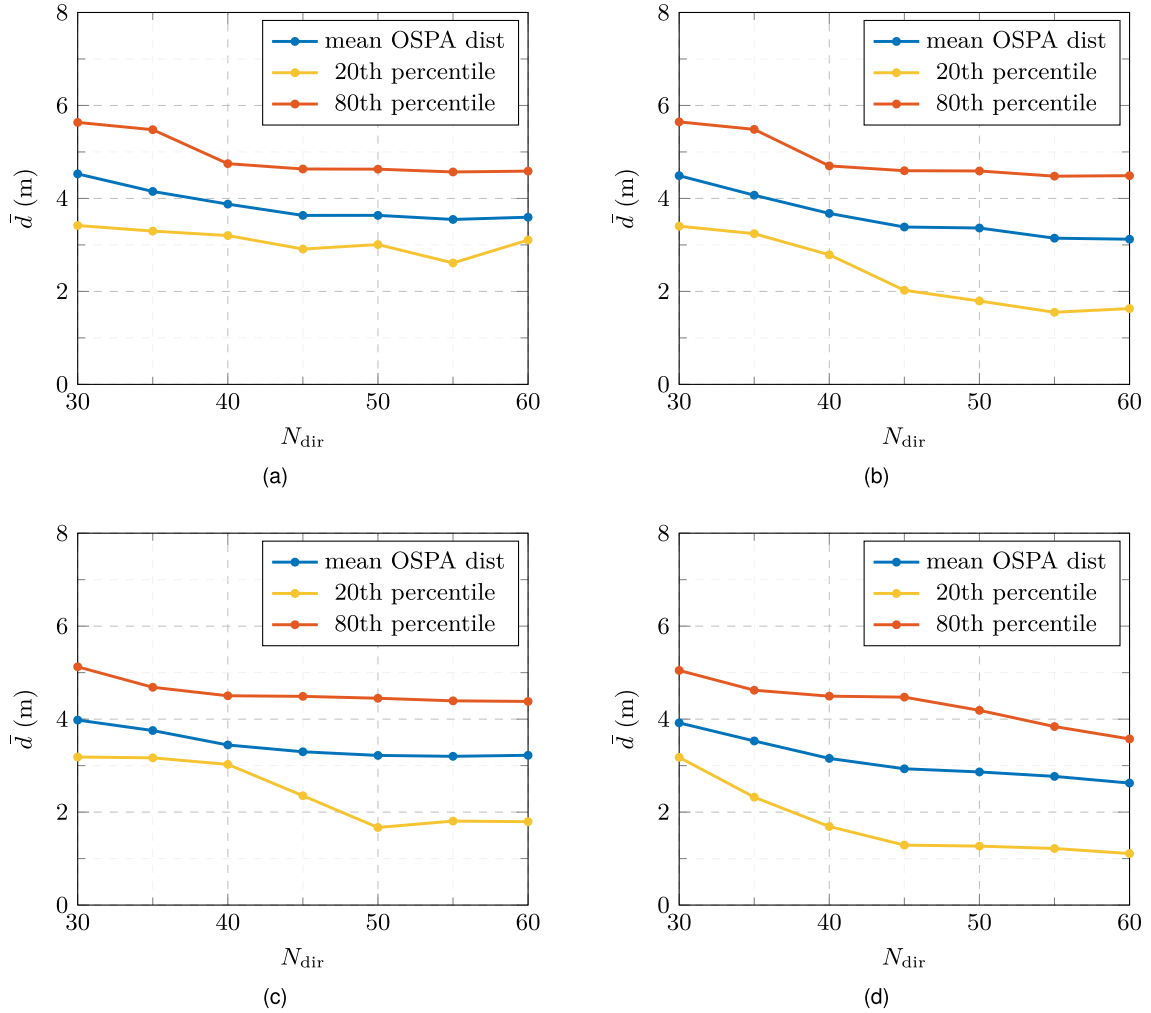 8
6
4
2
0
d̄ (m)
mean OSPA dist
20th percentile
80th percentile
30 40 50 60
N_dir
(a)
8
6
4
2
0
d̄ (m)
mean OSPA dist
20th percentile
80th percentile
30 40 50 60
N_dir
(b)
8
6
4
2
0
d̄ (m)
mean OSPA dist
20th percentile
80th percentile
30 40 50 60
N_dir
(c)
8
6
4
2
0
d̄ (m)
mean OSPA dist
20th percentile
80th percentile
30 40 50 60
N_dir
(d)